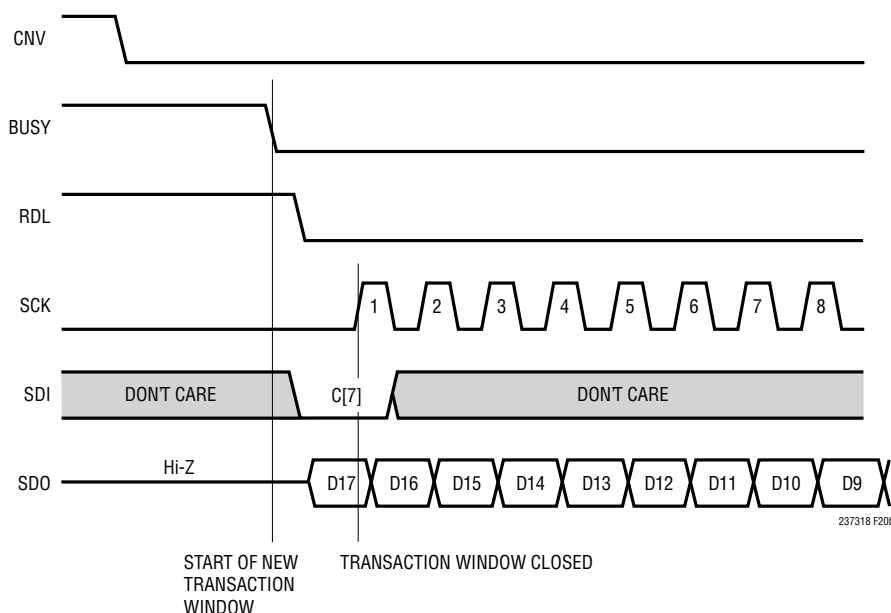 CNV
BUSY
RDL
SCK
1 2 3 4 5 6 7 8
SDI
DON'T CARE C[7] DON'T CARE
SDO
Hi-Z D17 D16 D15 D14 D13 D12 D11 D10 D9
237318 F20b
START OF NEW
TRANSACTION
WINDOW
TRANSACTION WINDOW CLOSED